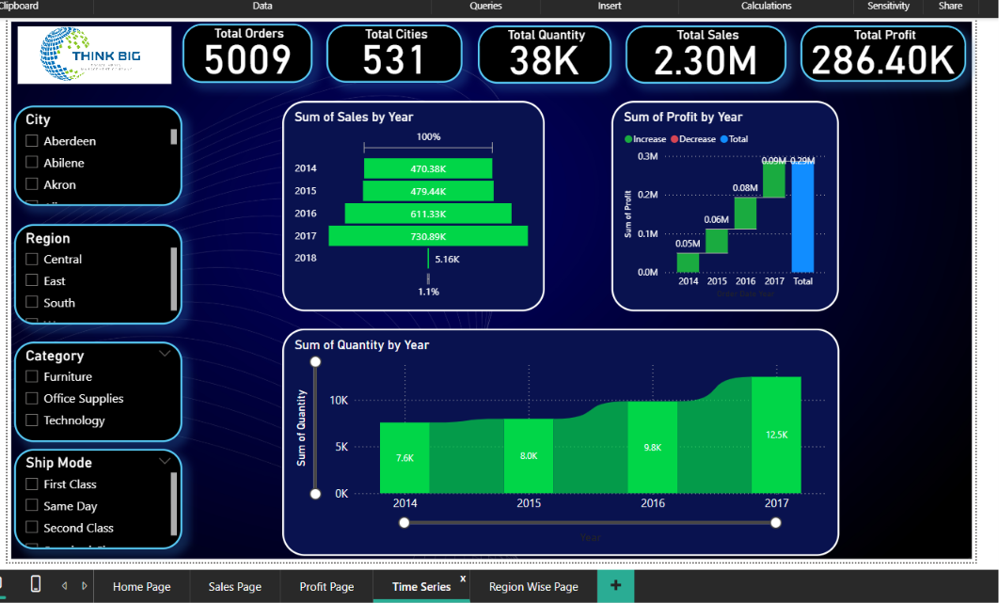 Clipboard
Data
Queries
Insert
Calculations
Sensitivity
Share
THINK BIG
Total Orders
5009
Total Cities
531
Total Quantity
38K
Total Sales
2.30M
Total Profit
286.40K
City
Aberdeen
Abilene
Akron
Region
Central
East
South
Category
Furniture
Office Supplies
Technology
Ship Mode
First Class
Same Day
Second Class
Sum of Sales by Year
100%
2014 470.38K
2015 479.44K
2016 611.33K
2017 730.89K
2018 5.16K
1.1%
Sum of Profit by Year
Increase Decrease Total
Sum of Profit
0.3M
0.2M
0.1M
0.0M
0.05M
0.06M
0.08M
0.09M
0.29M
2014 2015 2016 2017 Total
Sum of Quantity by Year
Sum of Quantity
10K
5K
0K
7.6K
8.0K
9.8K
12.5K
2014 2015 2016 2017
Year
Home Page
Sales Page
Profit Page
Time Series
x
Region Wise Page
+